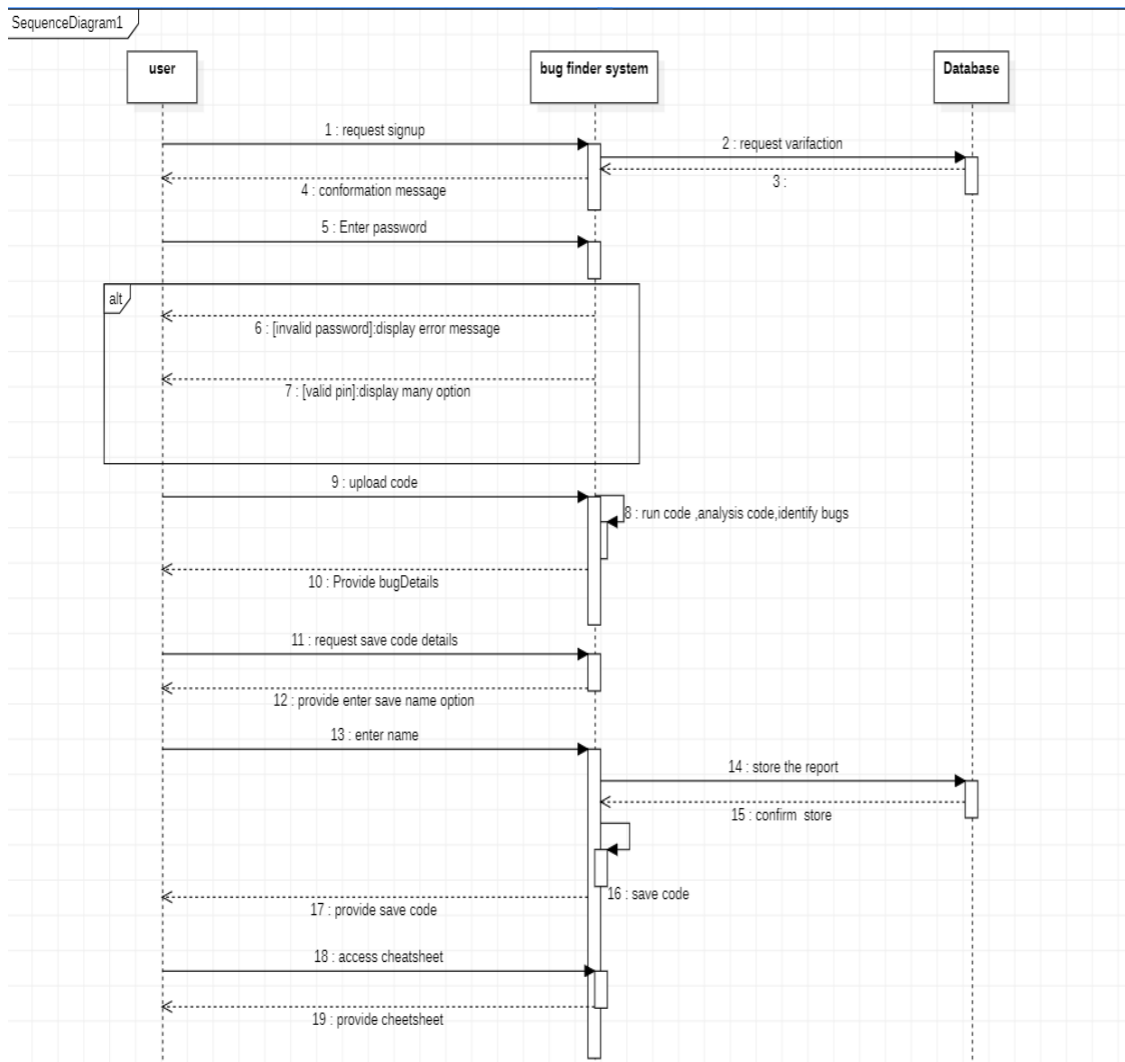 SequenceDiagram1
user
bug finder system
Database
1 : request signup
2 : request varifaction
3 :
4 : conformation message
5 : Enter password
alt
6 : [invalid password]:display error message
7 : [valid pin]:display many option
9 : upload code
8 : run code ,analysis code,identify bugs
10 : Provide bugDetails
11 : request save code details
12 : provide enter save name option
13 : enter name
14 : store the report
15 : confirm  store
16 : save code
17 : provide save code
18 : access cheatsheet
19 : provide cheetsheet